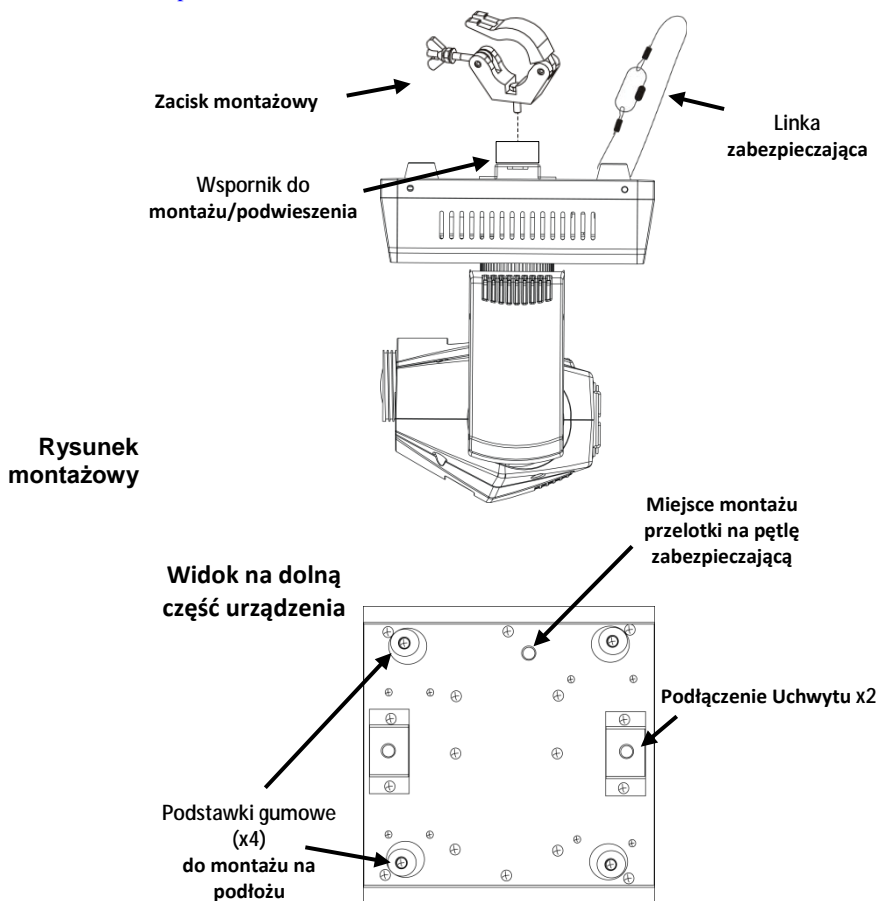 Zacisk montażowy
Linka
zabezpieczająca
Wspornik do
montażu/podwieszenia
Rysunek
montażowy
Miejsce montażu
przelotki na pętlę
zabezpieczającą
Widok na dolną
część urządzenia
Podłączenie Uchwytu x2
Podstawki gumowe
(x4)
do montażu na
podłożu